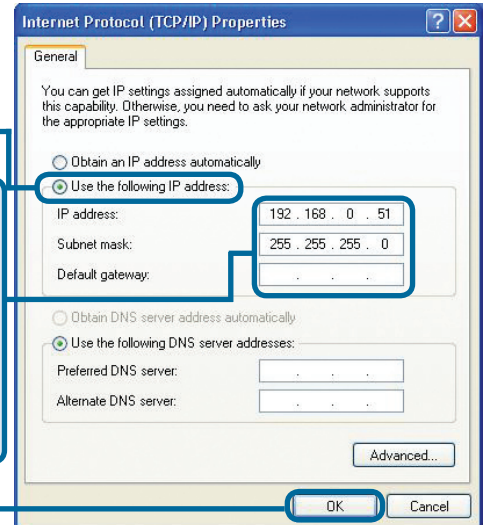 Internet Protocol (TCP/IP) Properties
General
You can get IP settings assigned automatically if your network supports
this capability. Otherwise, you need to ask your network administrator for
the appropriate IP settings.
Obtain an IP address automatically
Use the following IP address:
IP address: 192 . 168 . 0 . 51
Subnet mask: 255 . 255 . 255 . 0
Default gateway: . . .
Obtain DNS server address automatically
Use the following DNS server addresses:
Preferred DNS server: . . .
Alternate DNS server: . . .
Advanced...
OK Cancel